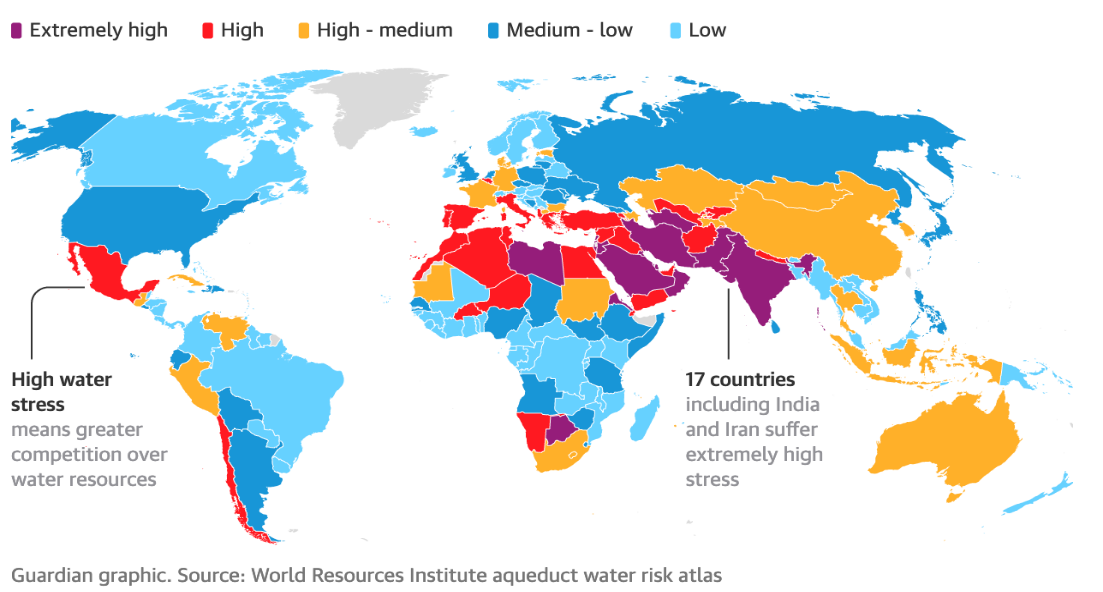 Extremely high
High
High - medium
Medium - low
Low
High water
stress
means greater
competition over
water resources
17 countries
including India
and Iran suffer
extremely high
stress
Guardian graphic. Source: World Resources Institute aqueduct water risk atlas